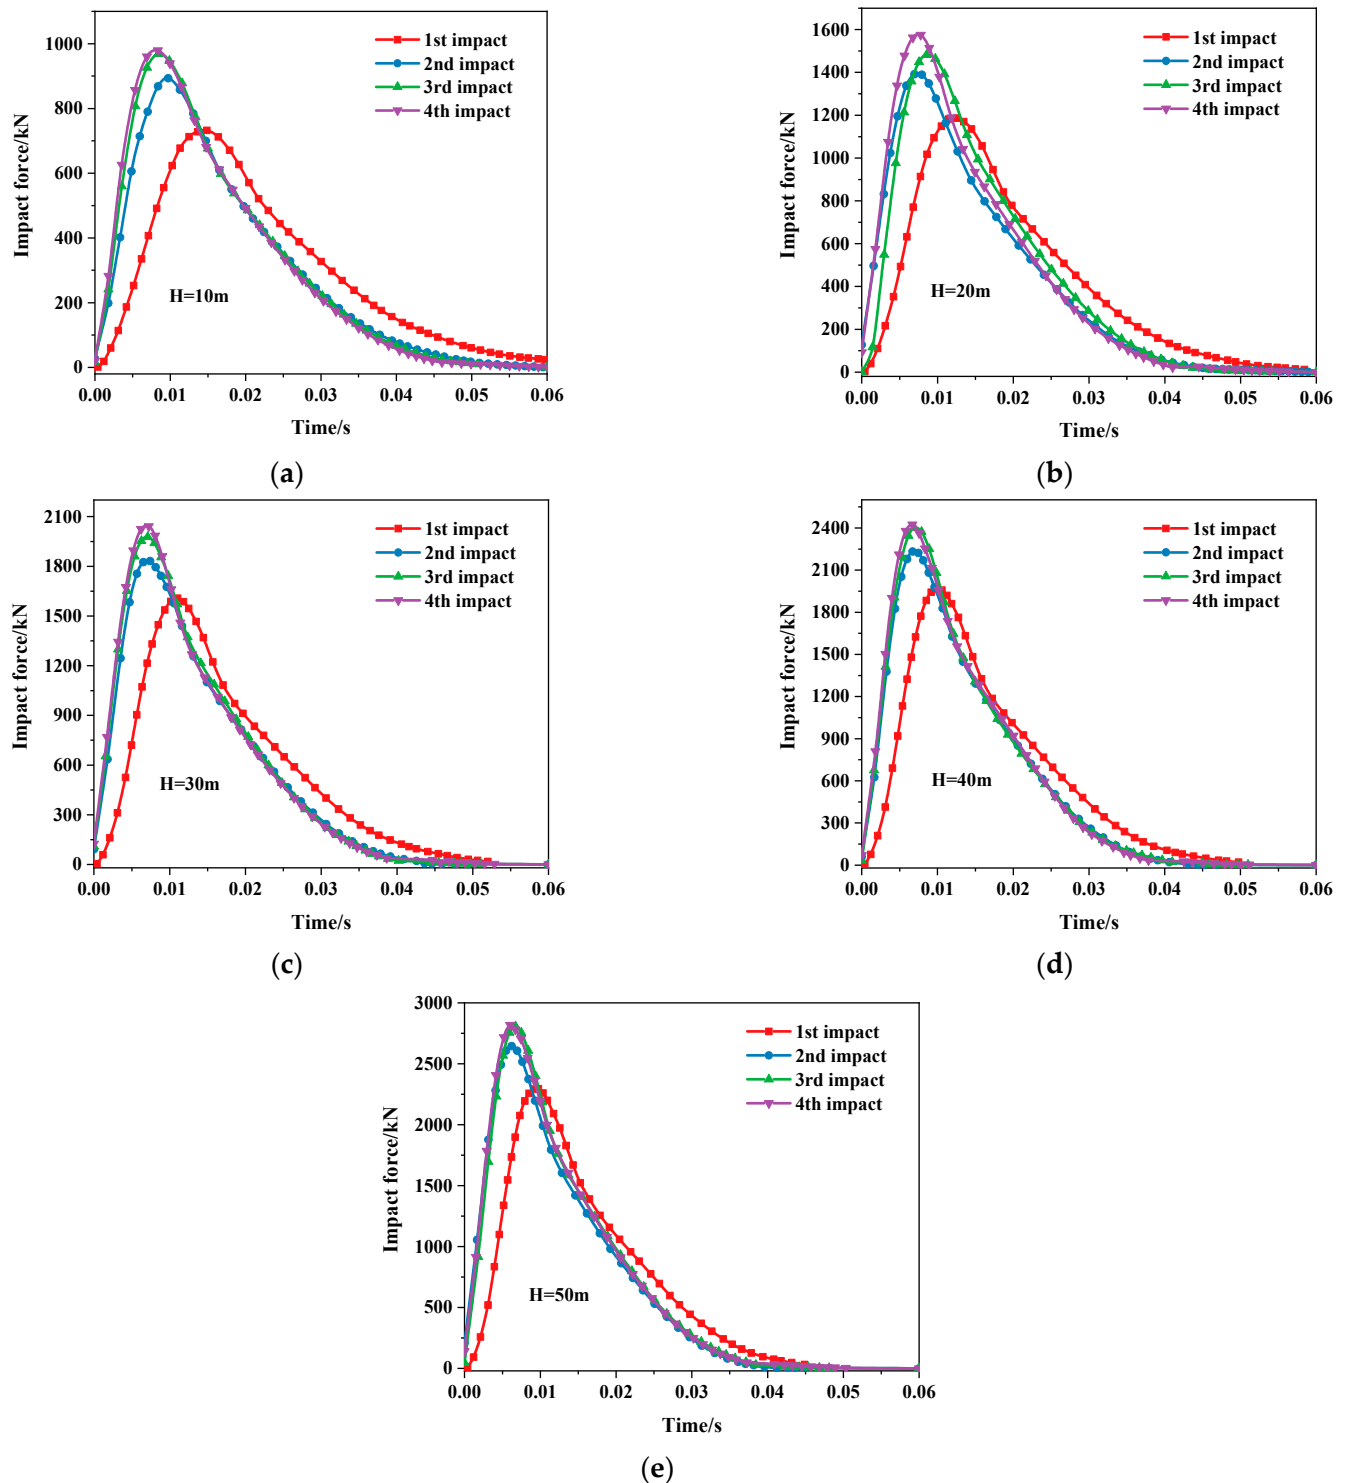 1000
800
600
400
200
0
Impact force/kN
1st impact
2nd impact
3rd impact
4th impact
H=10m
0.00 0.01 0.02 0.03 0.04 0.05 0.06
Time/s
(a)
1600
1400
1200
1000
800
600
400
200
0
Impact force/kN
1st impact
2nd impact
3rd impact
4th impact
H=20m
0.00 0.01 0.02 0.03 0.04 0.05 0.06
Time/s
(b)
2100
1800
1500
1200
900
600
300
0
Impact force/kN
1st impact
2nd impact
3rd impact
4th impact
H=30m
0.00 0.01 0.02 0.03 0.04 0.05 0.06
Time/s
(c)
2400
2100
1800
1500
1200
900
600
300
0
Impact force/kN
1st impact
2nd impact
3rd impact
4th impact
H=40m
0.00 0.01 0.02 0.03 0.04 0.05 0.06
Time/s
(d)
3000
2500
2000
1500
1000
500
0
Impact force/kN
1st impact
2nd impact
3rd impact
4th impact
H=50m
0.00 0.01 0.02 0.03 0.04 0.05 0.06
Time/s
(e)